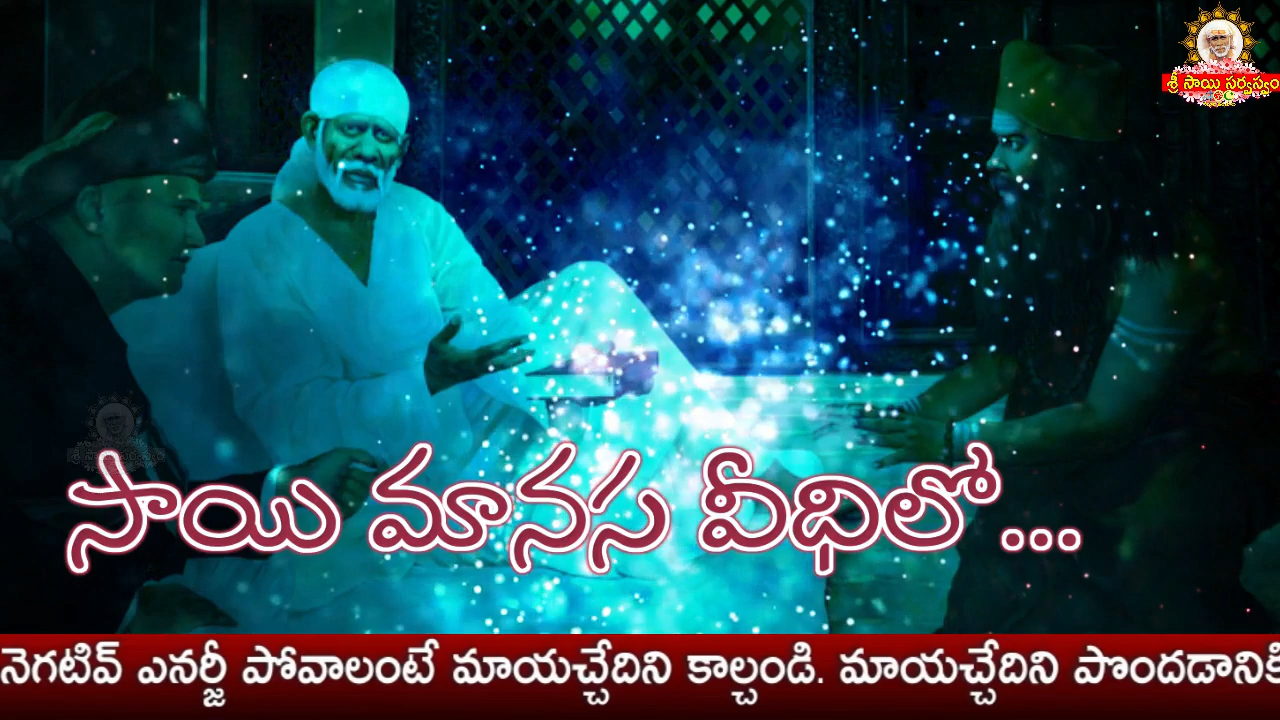 శ్రీ సాయి సర్వస్వం
సాయి మానస వీధిలో...
నెగటివ్ ఎనర్జీ పోవాలంటే మాయచ్చేదిని కాల్చండి. మాయచ్చేదిని పొందడానికి